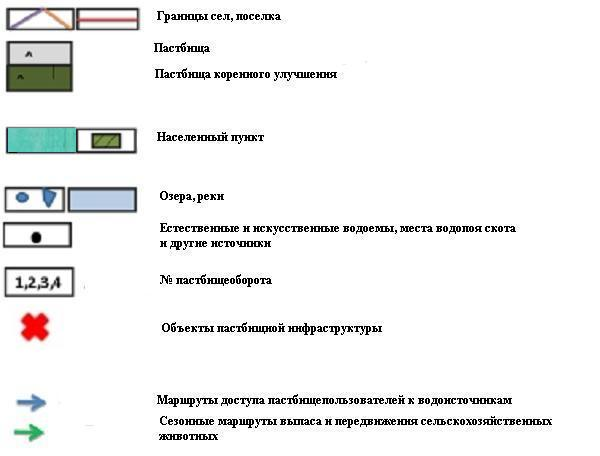 Границы сел, поселка
Пастбища
Пастбища коренного улучшения
Населенный пункт
Озера, реки
Естественные и искусственные водоемы, места водопоя скота
и другие источники
1,2,3,4 № пастбищеоборота
Объекты пастбищной инфраструктуры
Маршруты доступа пастбищепользователей к водоисточникам
Сезонные маршруты выпаса и передвижения сельскохозяйственных
животных